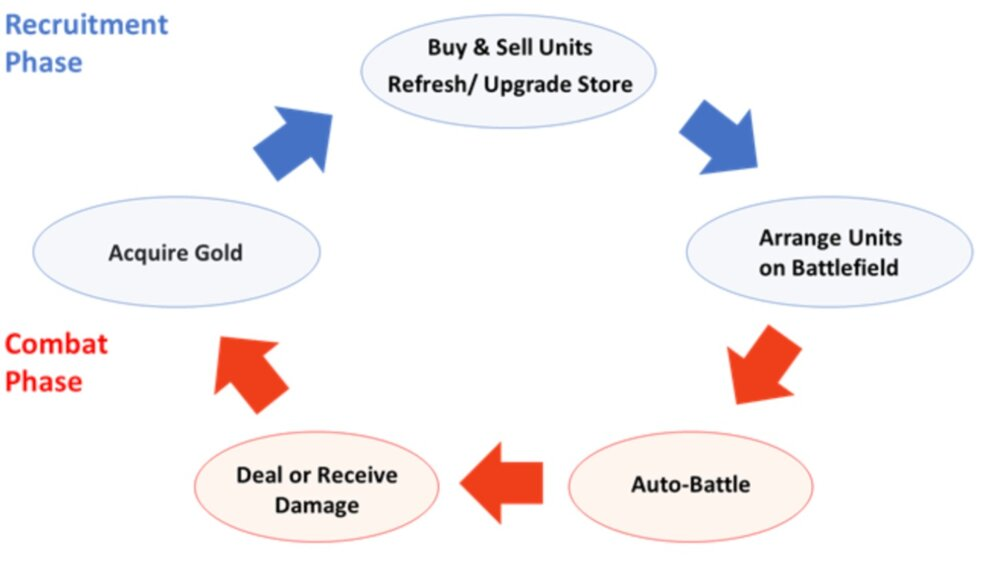 Recruitment
Phase
Buy & Sell Units
Refresh/ Upgrade Store
Acquire Gold
Arrange Units
on Battlefield
Combat
Phase
Deal or Receive
Damage
Auto-Battle